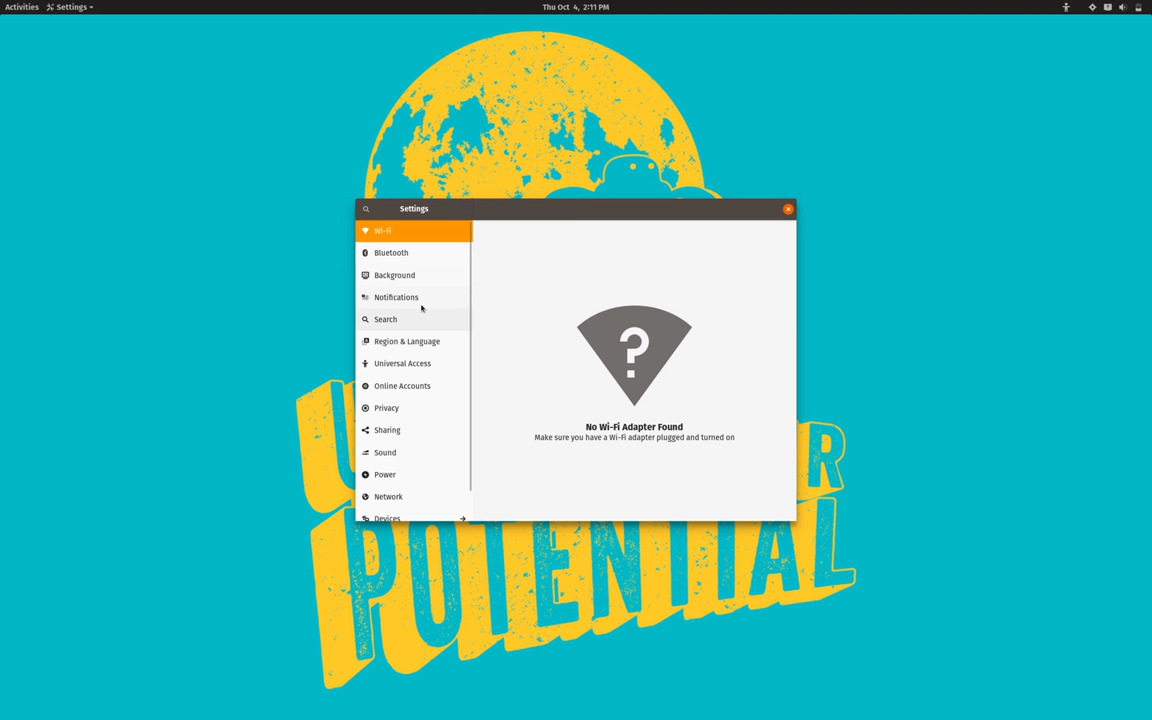 Activities
Settings
Thu Oct 4, 2:11 PM
Settings
Wi-Fi
Bluetooth
Background
Notifications
Search
Region & Language
Universal Access
Online Accounts
Privacy
Sharing
Sound
Power
Network
Devices
?
No Wi-Fi Adapter Found
Make sure you have a Wi-Fi adapter plugged and turned on
U
R
POTENTIAL